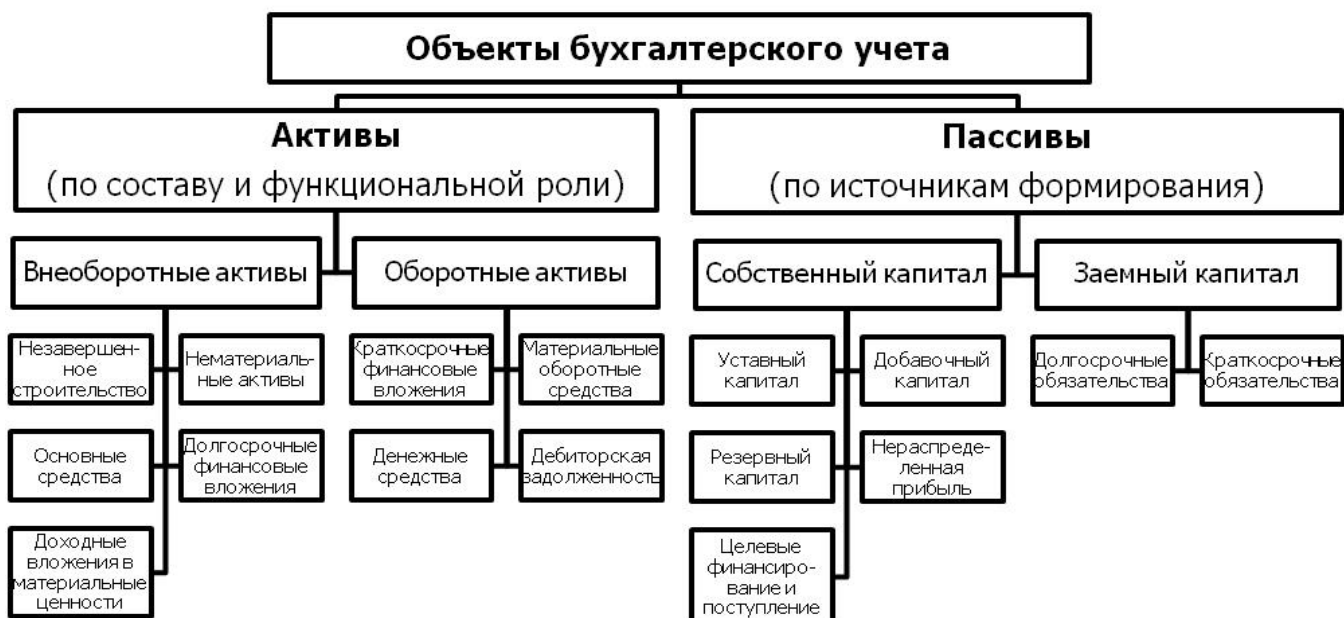 Объекты бухгалтерского учета
Активы
(по составу и функциональной роли)
Пассивы
(по источникам формирования)
Внеоборотные активы
Оборотные активы
Собственный капитал
Заемный капитал
Незавершен-
ное
строительство
Нематериаль-
ные активы
Краткосрочные
финансовые
вложения
Материальные
оборотные
средства
Уставный
капитал
Добавочный
капитал
Долгосрочные
обязательства
Краткосрочные
обязательства
Основные
средства
Долгосрочные
финансовые
вложения
Денежные
средства
Дебиторская
задолженность
Резервный
капитал
Нераспреде-
ленная
прибыль
Доходные
вложения в
материальные
ценности
Целевые
финансиро-
вание и
поступление